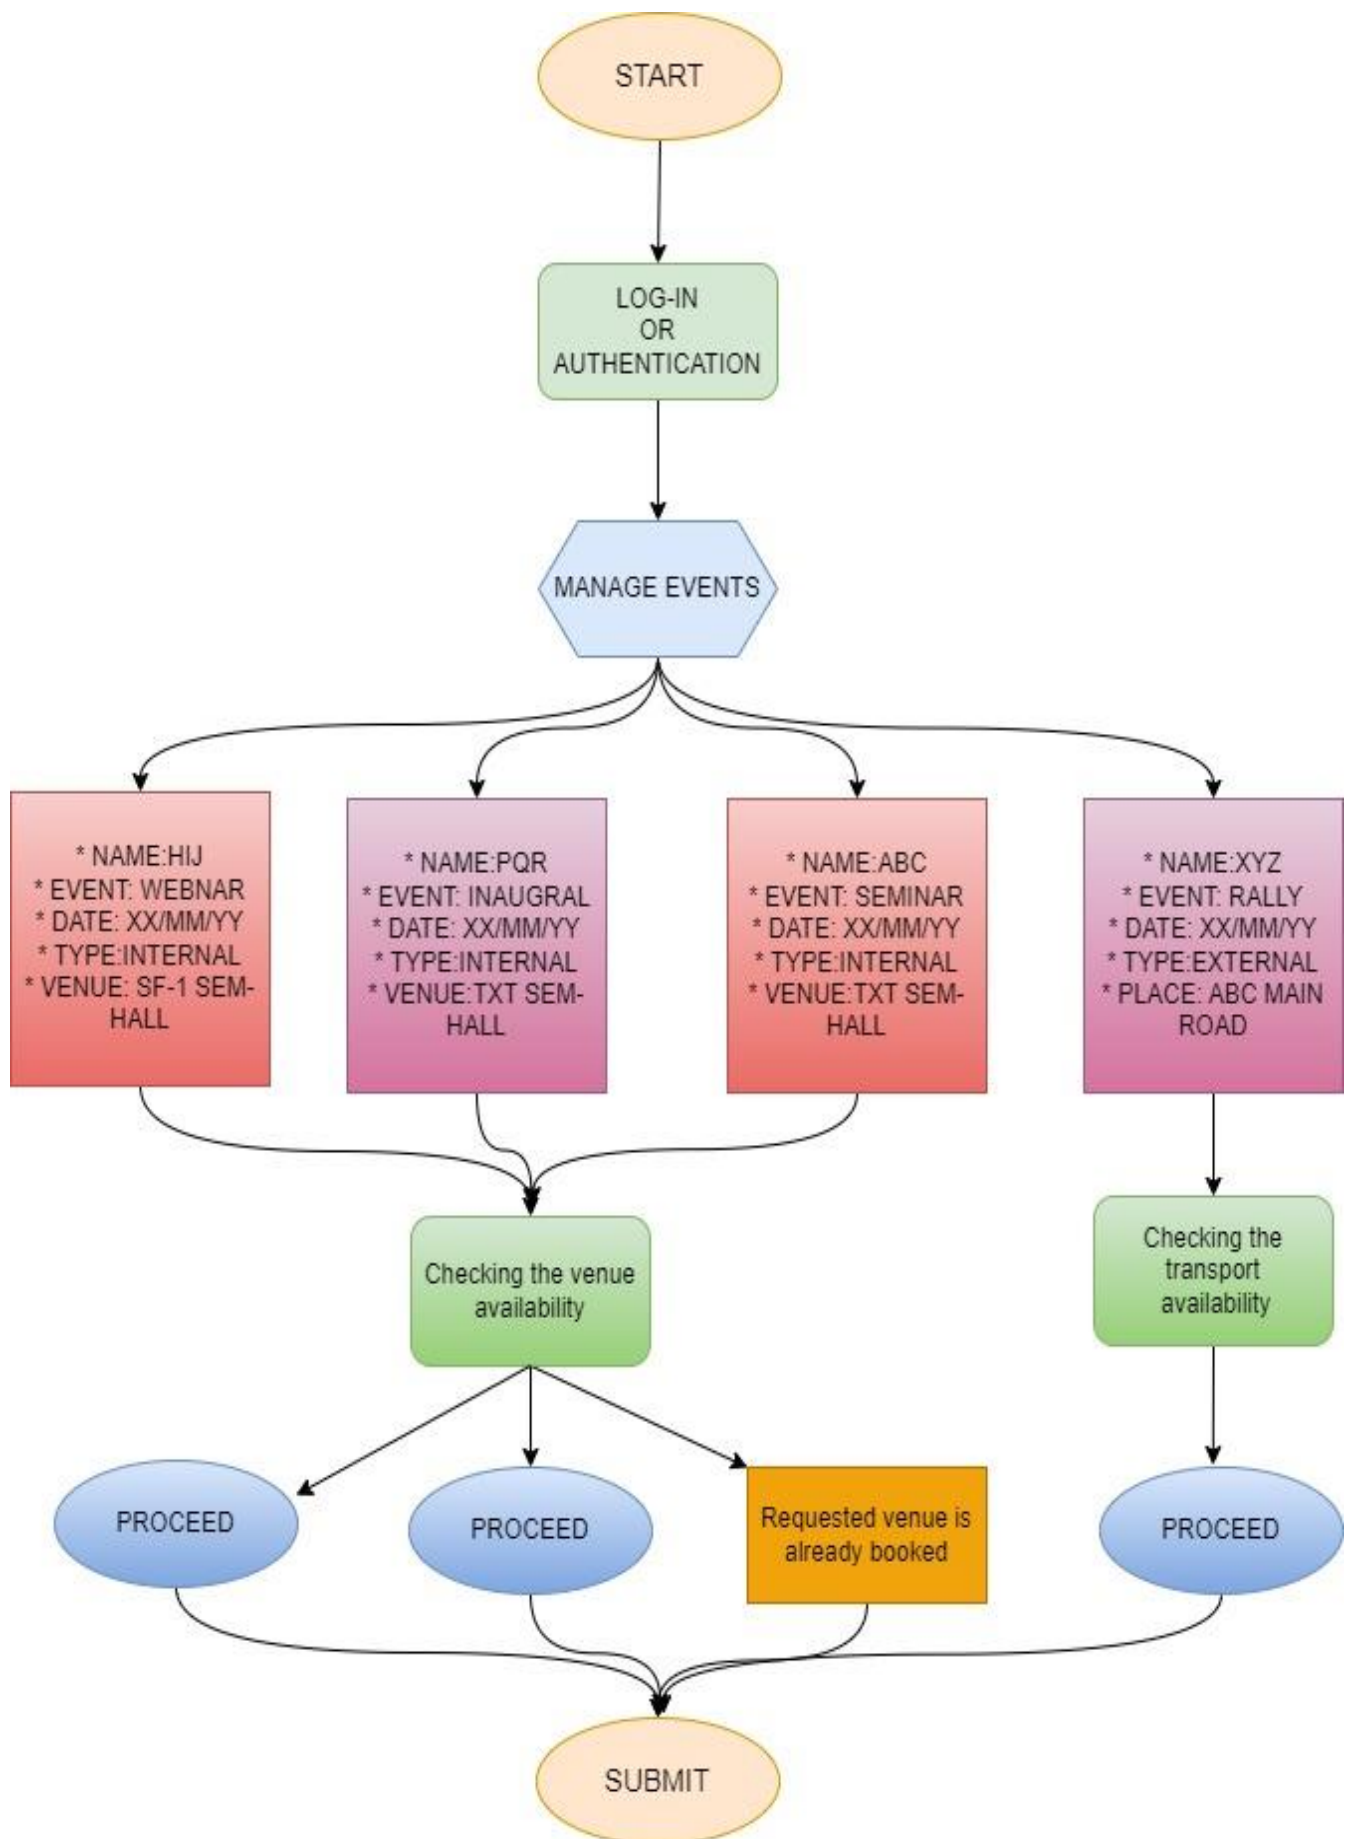 START
LOG-IN
OR
AUTHENTICATION
MANAGE EVENTS
* NAME:HIJ
* EVENT: WEBNAR
* DATE: XX/MM/YY
* TYPE:INTERNAL
* VENUE: SF-1 SEM-
HALL
* NAME:PQR
* EVENT: INAUGRAL
* DATE: XX/MM/YY
* TYPE:INTERNAL
* VENUE:TXT SEM-
HALL
* NAME:ABC
* EVENT: SEMINAR
* DATE: XX/MM/YY
* TYPE:INTERNAL
* VENUE:TXT SEM-
HALL
* NAME:XYZ
* EVENT: RALLY
* DATE: XX/MM/YY
* TYPE:EXTERNAL
* PLACE: ABC MAIN
ROAD
Checking the venue
availability
Checking the
transport
availability
PROCEED
PROCEED
Requested venue is
already booked
PROCEED
SUBMIT